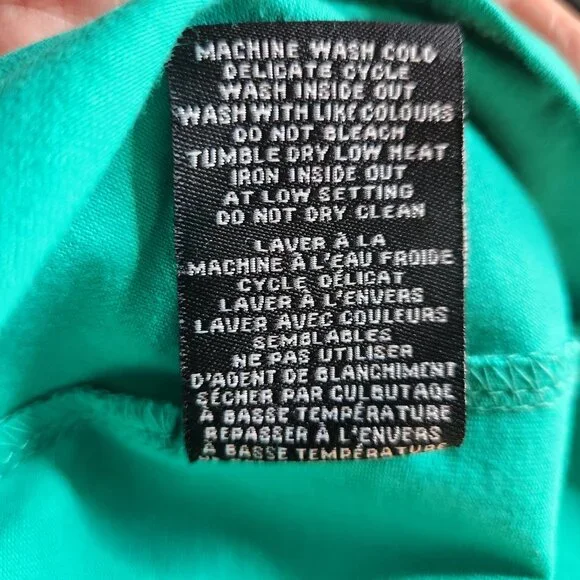 MACHINE WASH COLD
DELICATE CYCLE
WASH INSIDE OUT
WASH WITH LIKE COLOURS
DO NOT BLEACH
TUMBLE DRY LOW HEAT
IRON INSIDE OUT
AT LOW SETTING
DO NOT DRY CLEAN
LAVER À LA
MACHINE À L'EAU FROIDE
CYCLE DÉLICAT
LAVER À L'ENVERS
LAVER AVEC COULEURS
SEMBLABLES
NE PAS UTILISER
D'AGENT DE BLANCHIMENT
SÉCHER PAR CULBUTAGE
À BASSE TEMPÉRATURE
REPASSER À L'ENVERS
À BASSE TEMPÉRATURE